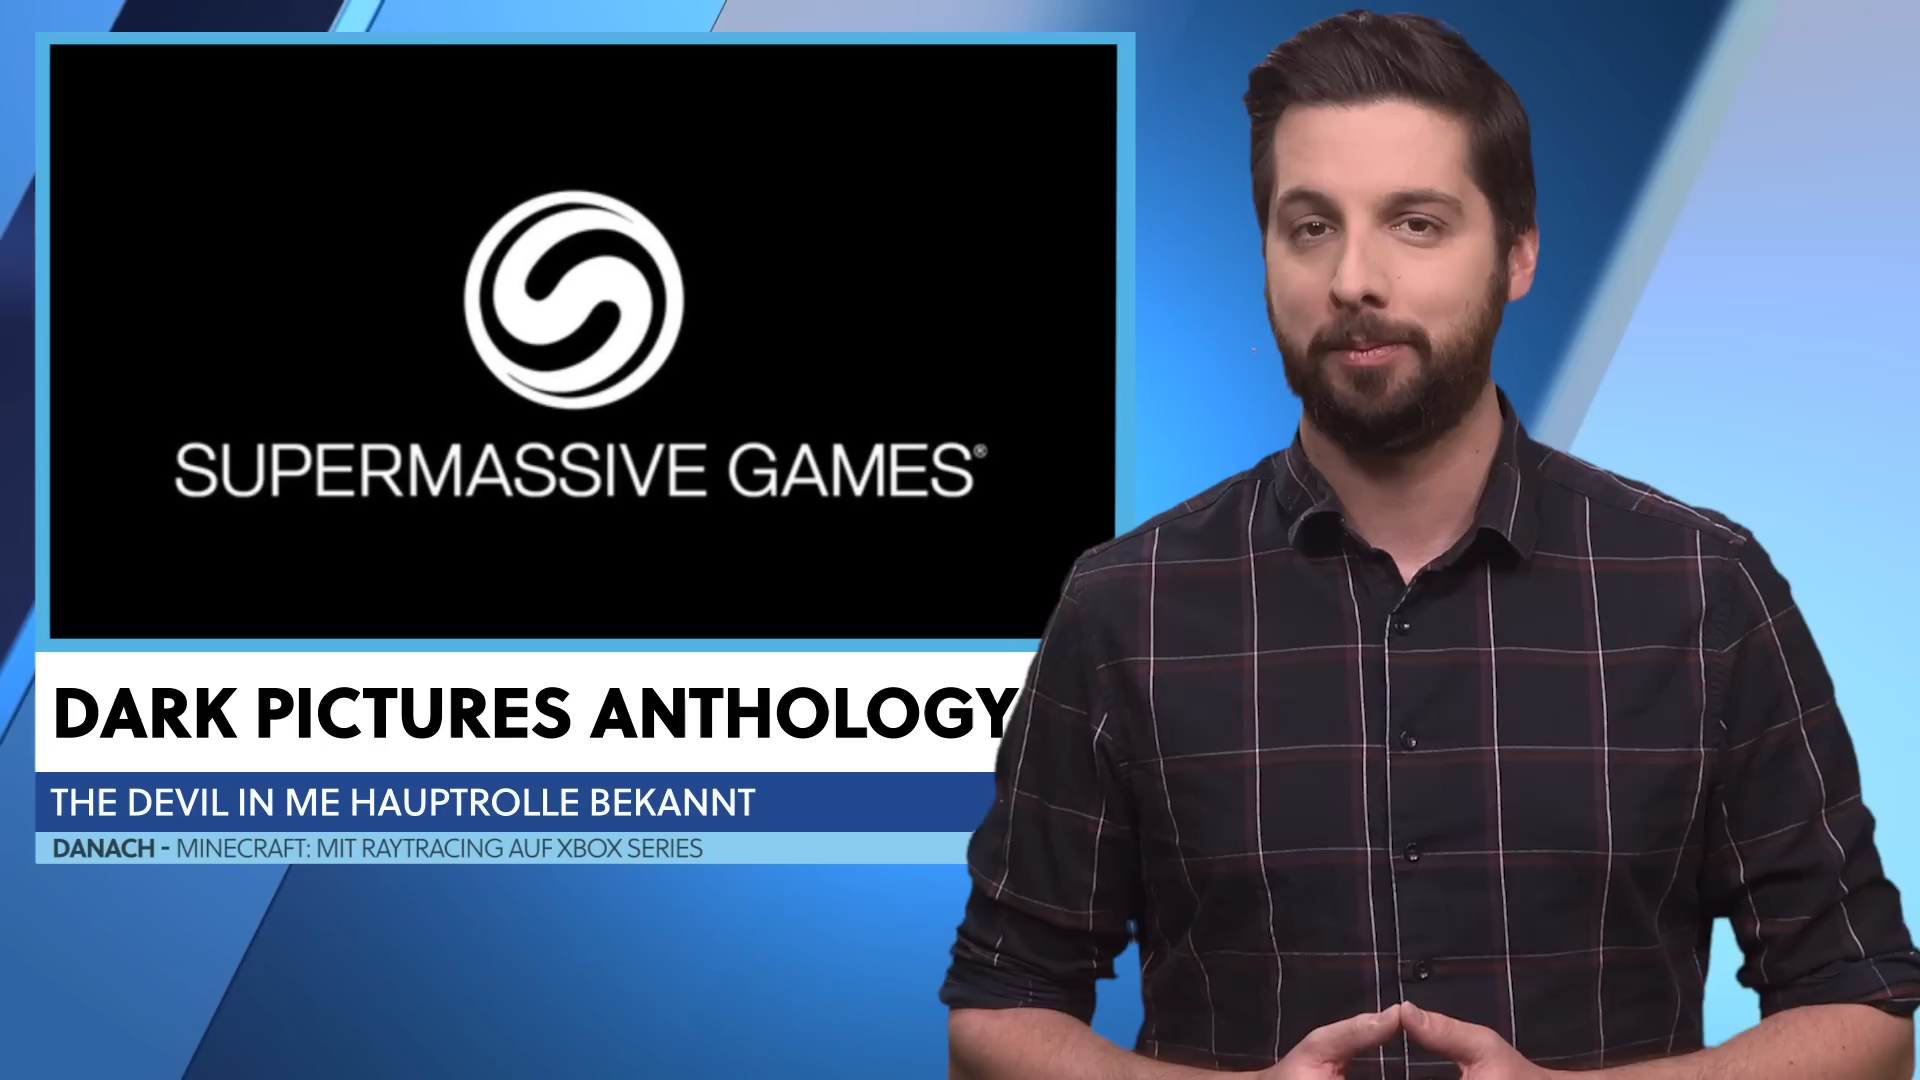 SUPERMASSIVE GAMES®
DARK PICTURES ANTHOLOGY
THE DEVIL IN ME HAUPTROLLE BEKANNT
DANACH - MINECRAFT: MIT RAYTRACING AUF XBOX SERIES